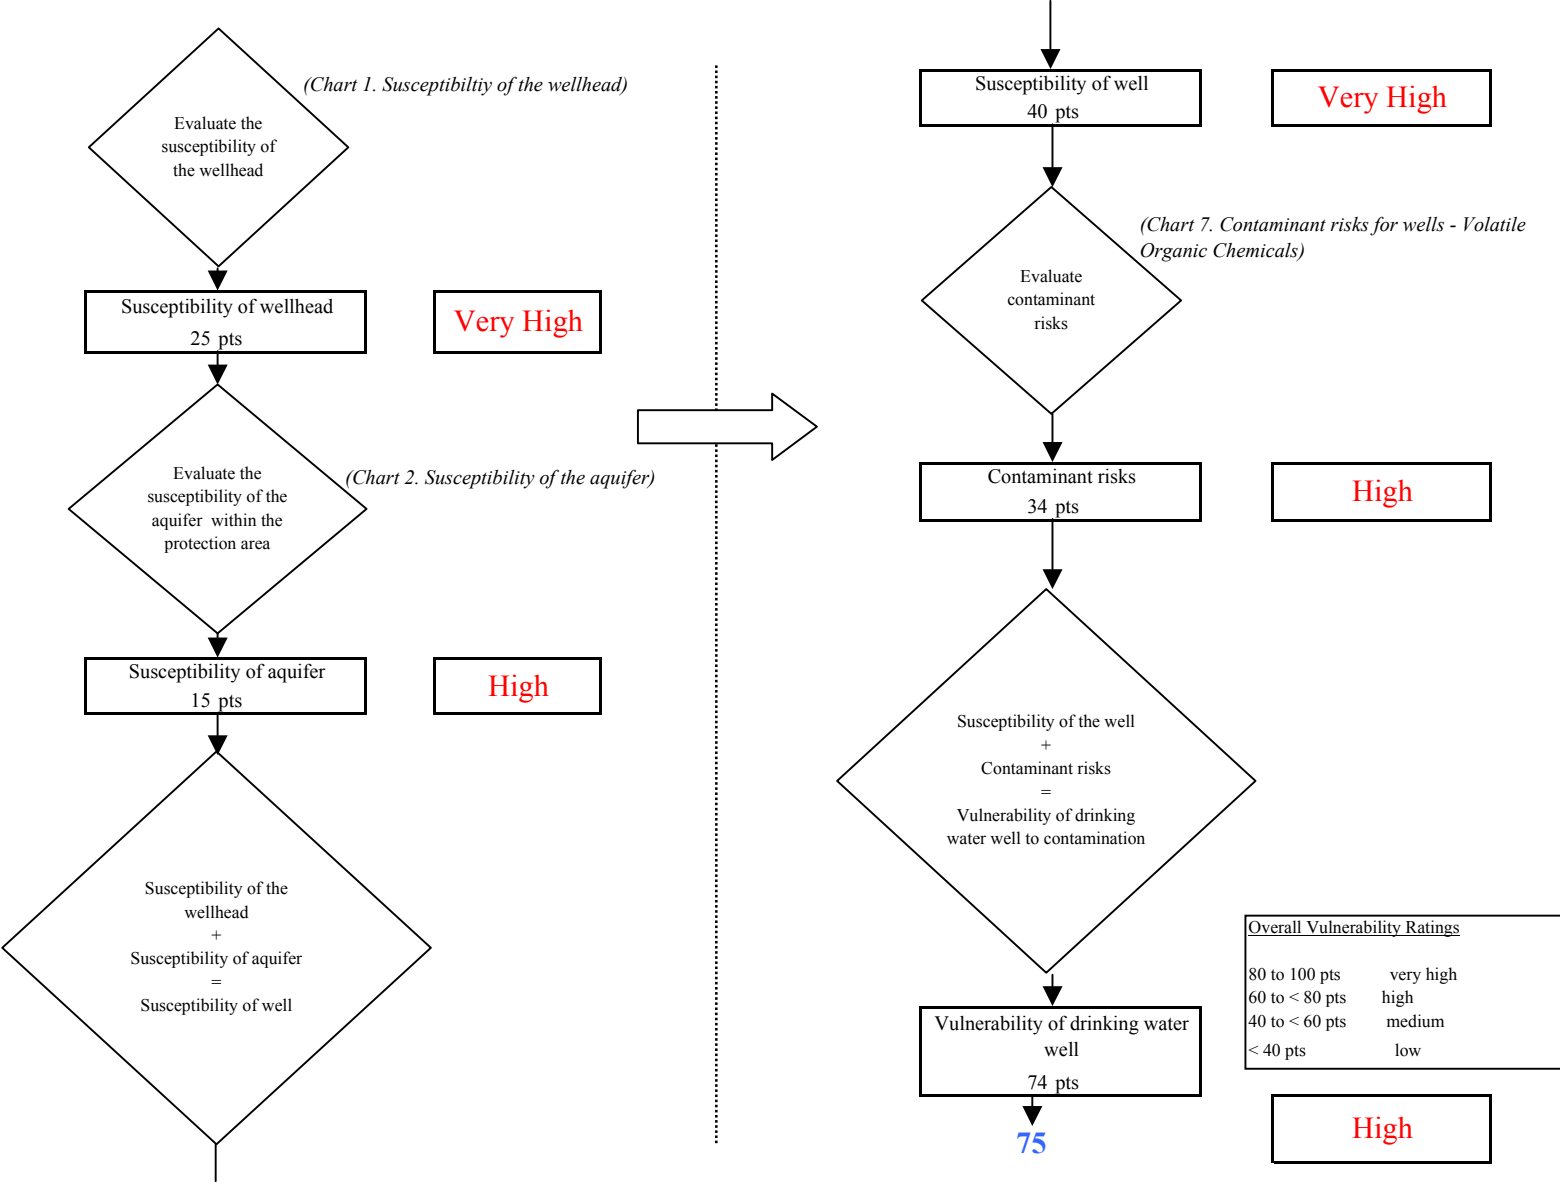 (Chart 1. Susceptibiltiy of the wellhead)
Evaluate the
susceptibility of
the wellhead
Susceptibility of wellhead
25 pts
Very High
(Chart 2. Susceptibility of the aquifer)
Evaluate the
susceptibility of the
aquifer within the
protection area
Susceptibility of aquifer
15 pts
High
Susceptibility of the
wellhead
+
Susceptibility of aquifer
=
Susceptibility of well
Susceptibility of well
40 pts
Very High
(Chart 7. Contaminant risks for wells - Volatile
Organic Chemicals)
Evaluate
contaminant
risks
Contaminant risks
34 pts
High
Susceptibility of the well
+
Contaminant risks
=
Vulnerability of drinking
water well to contamination
Overall Vulnerability Ratings
80 to 100 pts very high
60 to < 80 pts high
40 to < 60 pts medium
< 40 pts low
Vulnerability of drinking water
well
74 pts
75
High